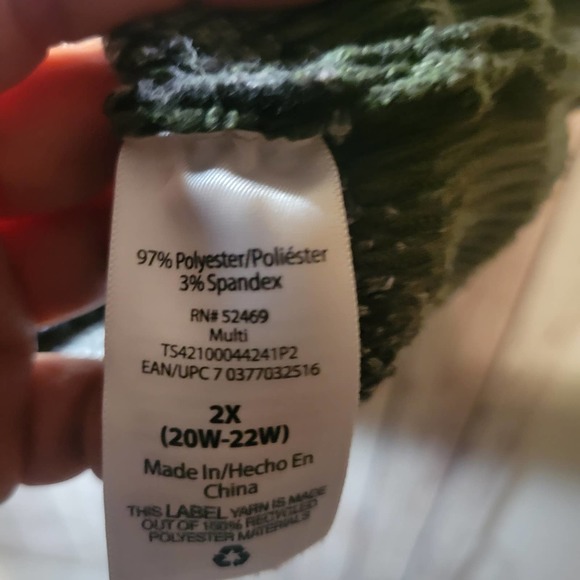 97% Polyester/Poliéster
3% Spandex
RN# 52469
Multi
TS42100044241P2
EAN/UPC 7 0377032516
2X
(20W-22W)
Made In/Hecho En
China
THIS LABEL YARN IS MADE
OUT OF 100% RECYCLED
POLYESTER MATERIALS